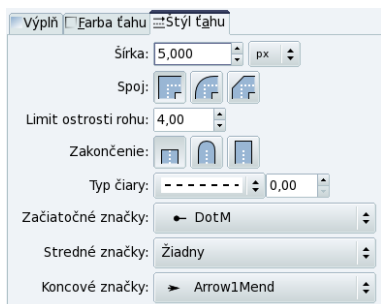 Výplň Farba ťahu Štýl ťahu
Šírka: 5,000 px
Spoj:
Limit ostrosti rohu: 4,00
Zakončenie:
Typ čiary: 0,00
Začiatočné značky: DotM
Stredné značky: Žiadny
Koncové značky: Arrow1Mend